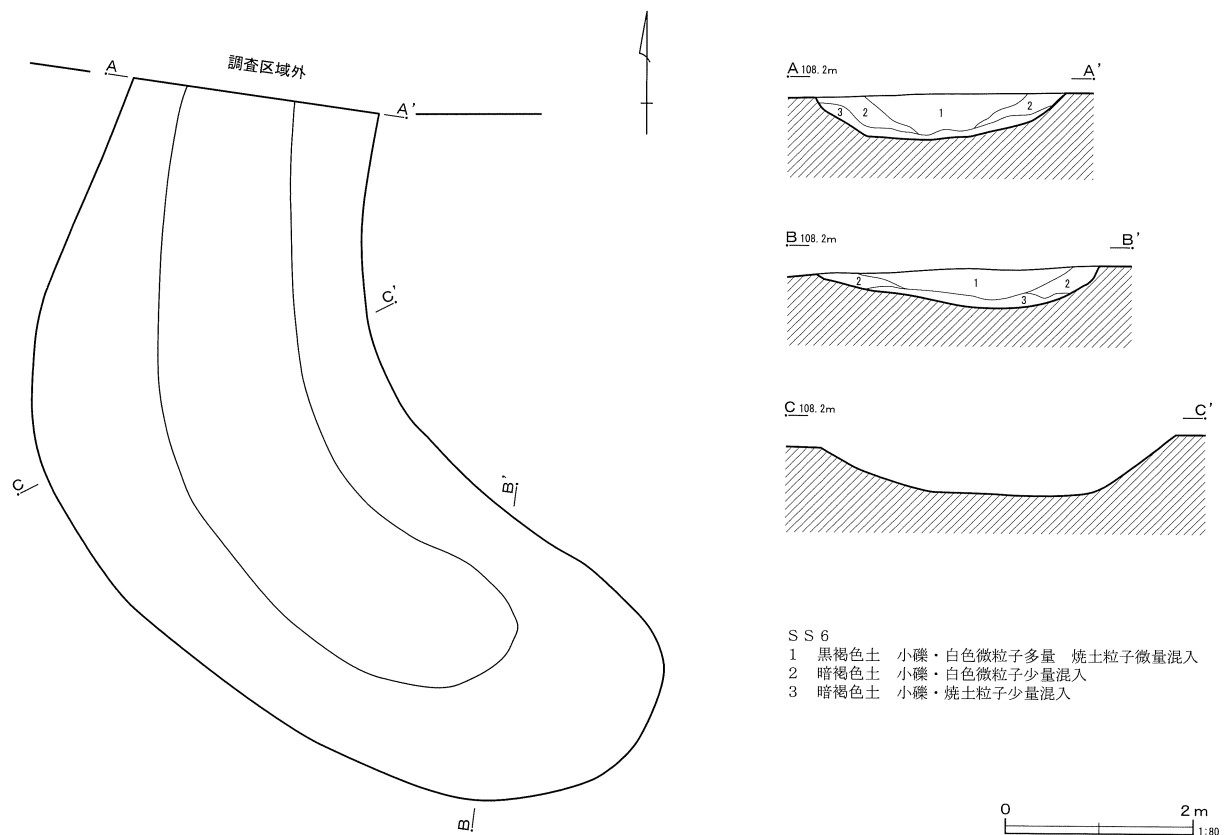 調査区域外
A
A'
C'
C
B'
B
A 108.2m A'
3 2 1 2
B 108.2m B'
2 1 3 2
C 108.2m C'
SS6
1 黒褐色土 小礫・白色微粒子多量 焼土粒子微量混入
2 暗褐色土 小礫・白色微粒子少量混入
3 暗褐色土 小礫・焼土粒子少量混入
0 2m
1:80